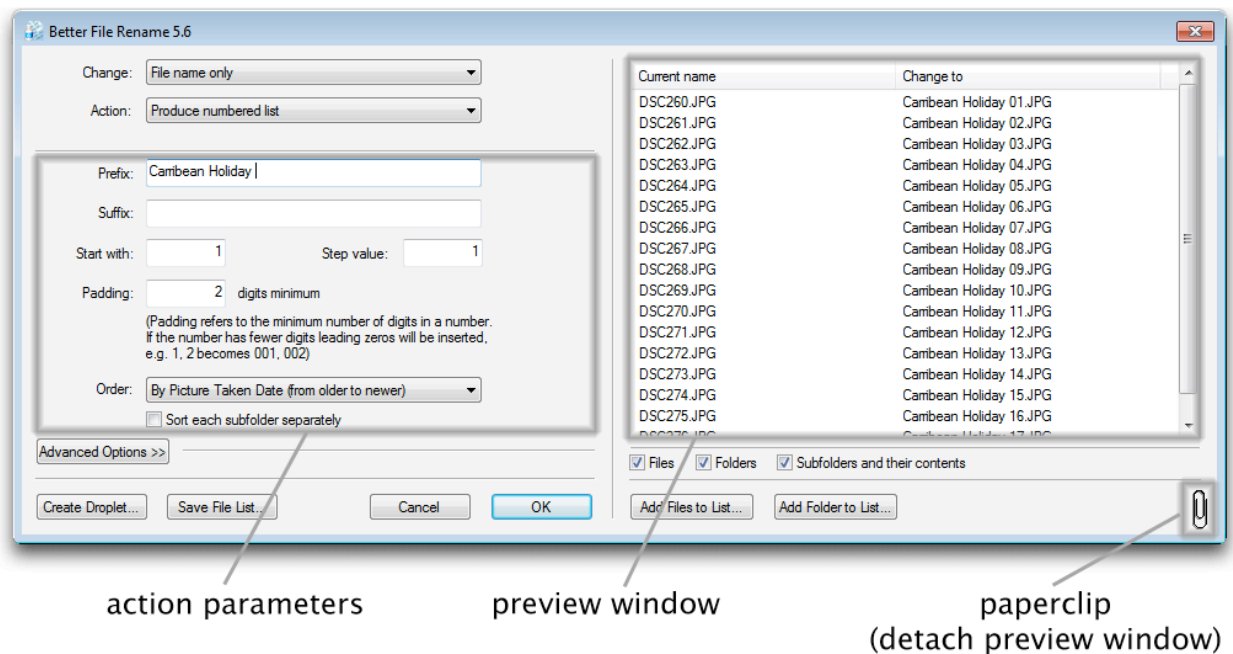 Better File Rename 5.6
Change: File name only
Action: Produce numbered list
Prefix: Carribean Holiday
Suffix:
Start with: 1 Step value: 1
Padding: 2 digits minimum
(Padding refers to the minimum number of digits in a number.
If the number has fewer digits leading zeros will be inserted,
e.g. 1, 2 becomes 001, 002)
Order: By Picture Taken Date (from older to newer)
Sort each subfolder separately
Advanced Options >>
Create Droplet... Save File List... Cancel OK
Current name Change to
DSC260.JPG Carribean Holiday 01.JPG
DSC261.JPG Carribean Holiday 02.JPG
DSC262.JPG Carribean Holiday 03.JPG
DSC263.JPG Carribean Holiday 04.JPG
DSC264.JPG Carribean Holiday 05.JPG
DSC265.JPG Carribean Holiday 06.JPG
DSC266.JPG Carribean Holiday 07.JPG
DSC267.JPG Carribean Holiday 08.JPG
DSC268.JPG Carribean Holiday 09.JPG
DSC269.JPG Carribean Holiday 10.JPG
DSC270.JPG Carribean Holiday 11.JPG
DSC271.JPG Carribean Holiday 12.JPG
DSC272.JPG Carribean Holiday 13.JPG
DSC273.JPG Carribean Holiday 14.JPG
DSC274.JPG Carribean Holiday 15.JPG
DSC275.JPG Carribean Holiday 16.JPG
DSC276.JPG Carribean Holiday 17.JPG
Files Folders Subfolders and their contents
Add Files to List... Add Folder to List...
action parameters
preview window
paperclip
(detach preview window)